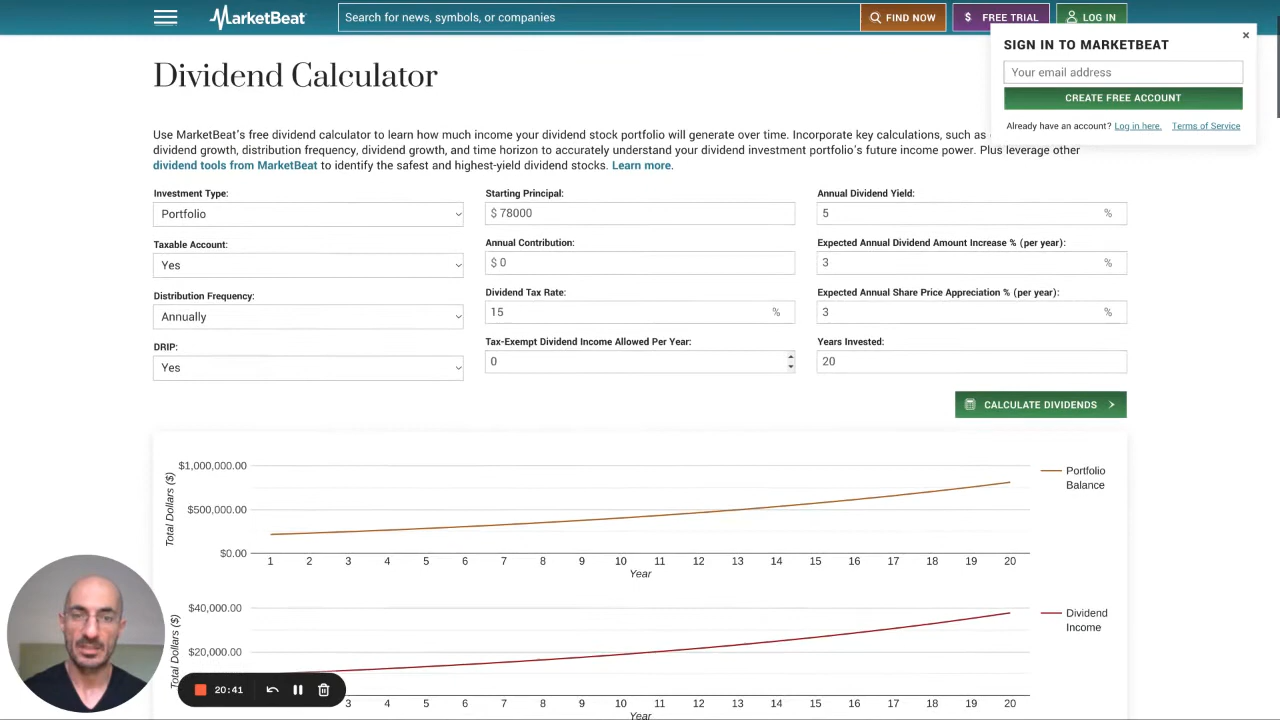 MarketBeat
Search for news, symbols, or companies
FIND NOW
$ FREE TRIAL
LOG IN
×
SIGN IN TO MARKETBEAT
Your email address
CREATE FREE ACCOUNT
Already have an account? Log in here. Terms of Service
Dividend Calculator
Use MarketBeat's free dividend calculator to learn how much income your dividend stock portfolio will generate over time. Incorporate key calculations, such as
dividend growth, distribution frequency, dividend growth, and time horizon to accurately understand your dividend investment portfolio's future income power. Plus leverage other
dividend tools from MarketBeat to identify the safest and highest-yield dividend stocks. Learn more.
Investment Type:
Portfolio
Taxable Account:
Yes
Distribution Frequency:
Annually
DRIP:
Yes
Starting Principal:
$ 78000
Annual Contribution:
$ 0
Dividend Tax Rate:
15 %
Tax-Exempt Dividend Income Allowed Per Year:
0
Annual Dividend Yield:
5 %
Expected Annual Dividend Amount Increase % (per year):
3 %
Expected Annual Share Price Appreciation % (per year):
3 %
Years Invested:
20
CALCULATE DIVIDENDS
Total Dollars ($)
$1,000,000.00
$500,000.00
$0.00
1 2 3 4 5 6 7 8 9 10 11 12 13 14 15 16 17 18 19 20
Year
Portfolio
Balance
Total Dollars ($)
$40,000.00
$20,000.00
3 4 5 6 7 8 9 10 11 12 13 14 15 16 17 18 19 20
Year
Dividend
Income
20:41